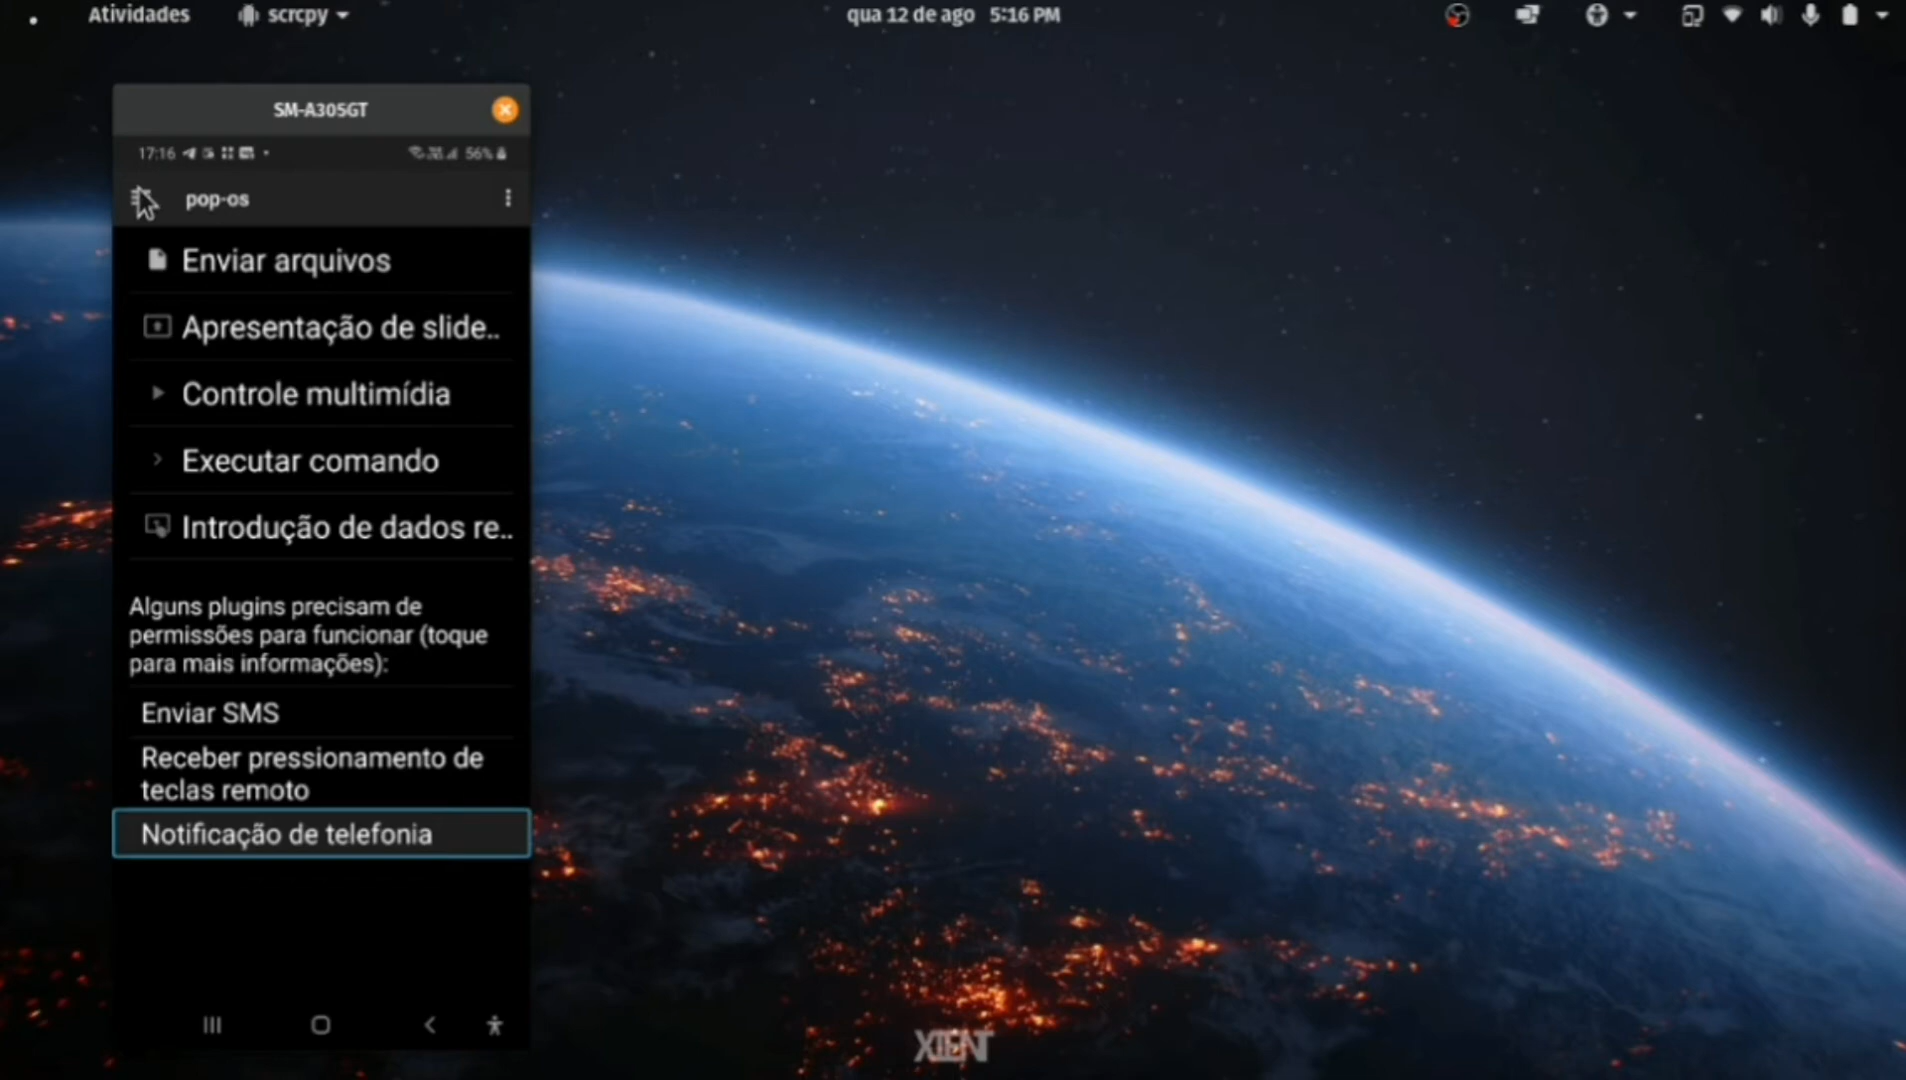 Atividades scrcpy qua 12 de ago 5:16 PM
SM-A305GT
17:16 56%
pop-os
Enviar arquivos
Apresentação de slide..
Controle multimídia
Executar comando
Introdução de dados re..
Alguns plugins precisam de
permissões para funcionar (toque
para mais informações):
Enviar SMS
Receber pressionamento de
teclas remoto
Notificação de telefonia